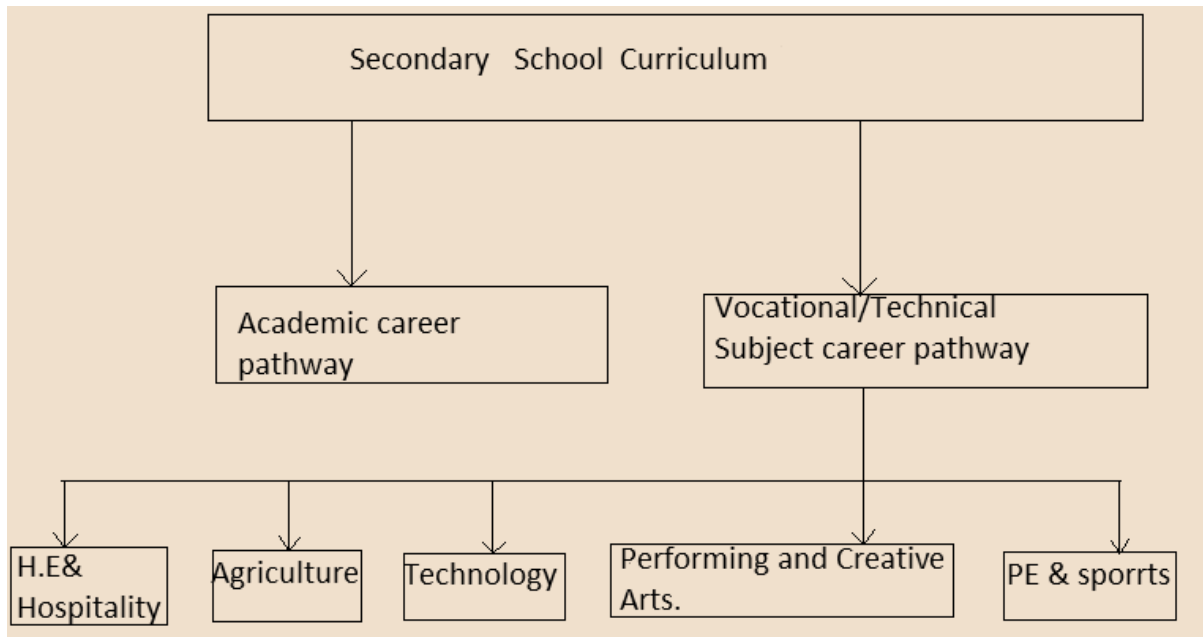 Secondary School Curriculum
Academic career
pathway
Vocational/Technical
Subject career pathway
H.E&
Hospitality
Agriculture
Technology
Performing and Creative
Arts.
PE & sporrts